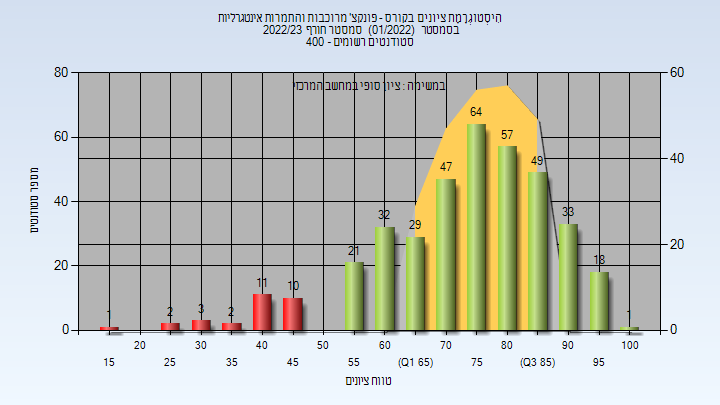 הִיסְטוֹגְרָמַת ציונים בקורס - פונקצ' מרוכבות והתמרות אינטגרליות
בסמסטר (01/2022) סמסטר חורף 2022/23
סטודנטים רשומים - 400
במשימה : ציון סופי במחשב המרכזי
80 60 40 20 0
מספר סטודנטים
60 40 20 0
1 2 3 2 11 10 21 32 29 47 64 57 49 33 18 1
20 30 40 50 60 70 80 90 100
15 25 35 45 55 (Q1 65) 75 (Q3 85) 95
טווח ציונים